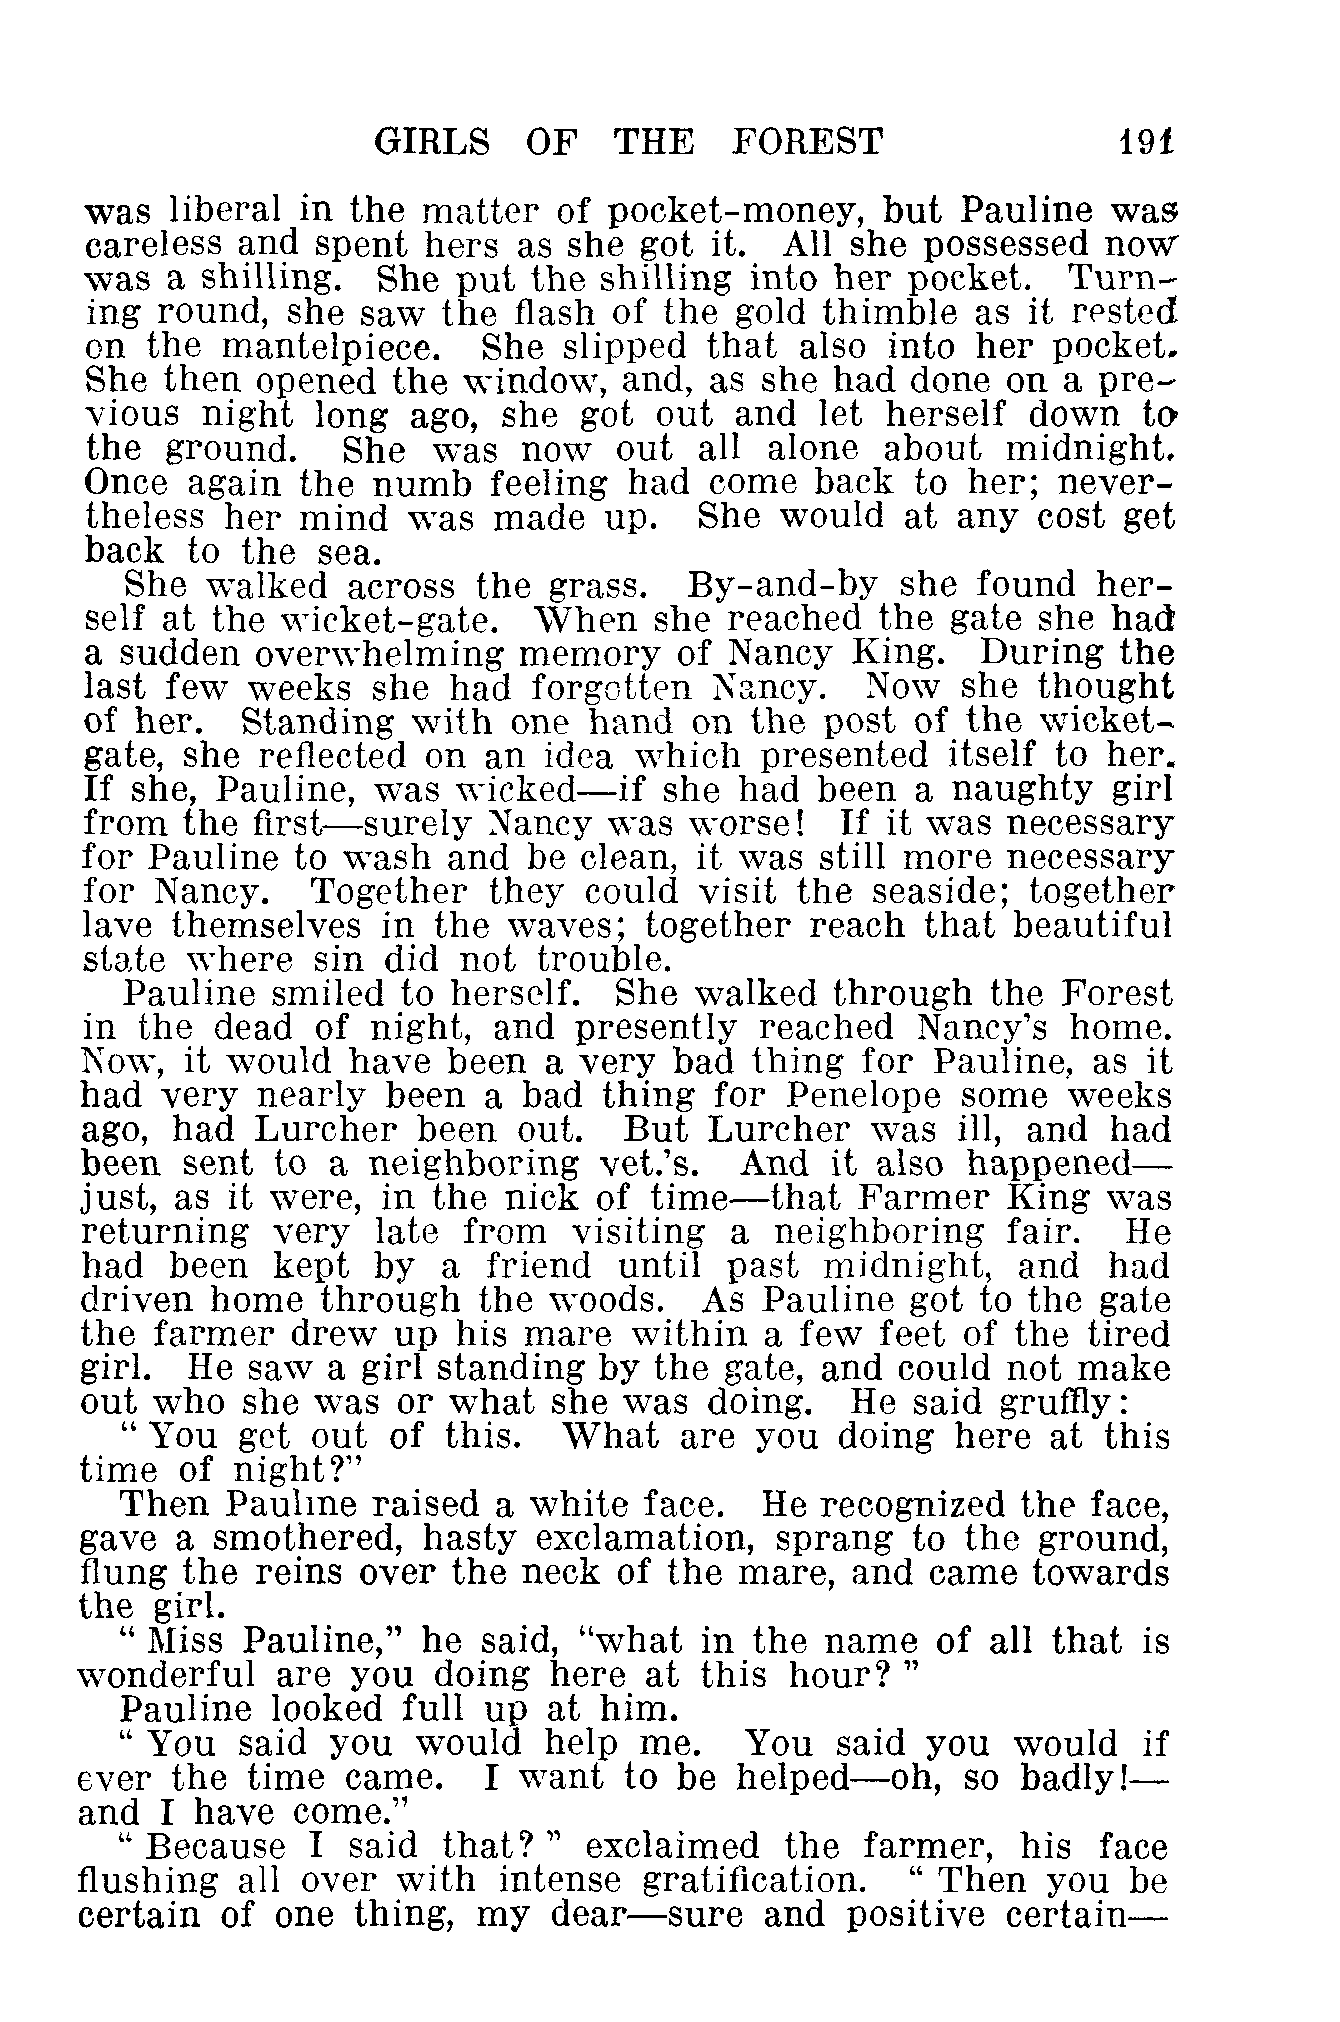 GIRLS OF THE FOREST 191
was liberal in the matter of pocket-money, but Pauline was
careless and spent hers as she got it. All she possessed now
was a shilling. She put the shilling into her pocket. Turn-
ing round, she saw the flash of the gold thimble as it rested
on the mantelpiece. She slipped that also into her pocket.
She then opened the window, and, as she had done on a pre-
vious night long ago, she got out and let herself down to
the ground. She was now out all alone about midnight.
Once again the numb feeling had come back to her; never-
theless her mind was made up. She would at any cost get
back to the sea.
She walked across the grass. By-and-by she found her-
self at the wicket-gate. When she reached the gate she had
a sudden overwhelming memory of Nancy King. During the
last few weeks she had forgotten Nancy. Now she thought
of her. Standing with one hand on the post of the wicket-
gate, she reflected on an idea which presented itself to her.
If she, Pauline, was wicked—if she had been a naughty girl
from the first—surely Nancy was worse! If it was necessary
for Pauline to wash and be clean, it was still more necessary
for Nancy. Together they could visit the seaside; together
lave themselves in the waves; together reach that beautiful
state where sin did not trouble.
Pauline smiled to herself. She walked through the Forest
in the dead of night, and presently reached Nancy's home.
Now, it would have been a very bad thing for Pauline, as it
had very nearly been a bad thing for Penelope some weeks
ago, had Lurcher been out. But Lurcher was ill, and had
been sent to a neighboring vet.'s. And it also happened—
just, as it were, in the nick of time—that Farmer King was
returning very late from visiting a neighboring fair. He
had been kept by a friend until past midnight, and had
driven home through the woods. As Pauline got to the gate
the farmer drew up his mare within a few feet of the tired
girl. He saw a girl standing by the gate, and could not make
out who she was or what she was doing. He said gruffly:
" You get out of this. What are you doing here at this
time of night?"
Then Pauline raised a white face. He recognized the face,
gave a smothered, hasty exclamation, sprang to the ground,
flung the reins over the neck of the mare, and came towards
the girl.
" Miss Pauline," he said, "what in the name of all that is
wonderful are you doing here at this hour? "
Pauline looked full up at him.
" You said you would help me. You said you would if
ever the time came. I want to be helped—oh, so badly!—
and I have come."
" Because I said that? " exclaimed the farmer, his face
flushing all over with intense gratification. " Then you be
certain of one thing, my dear—sure and positive certain—